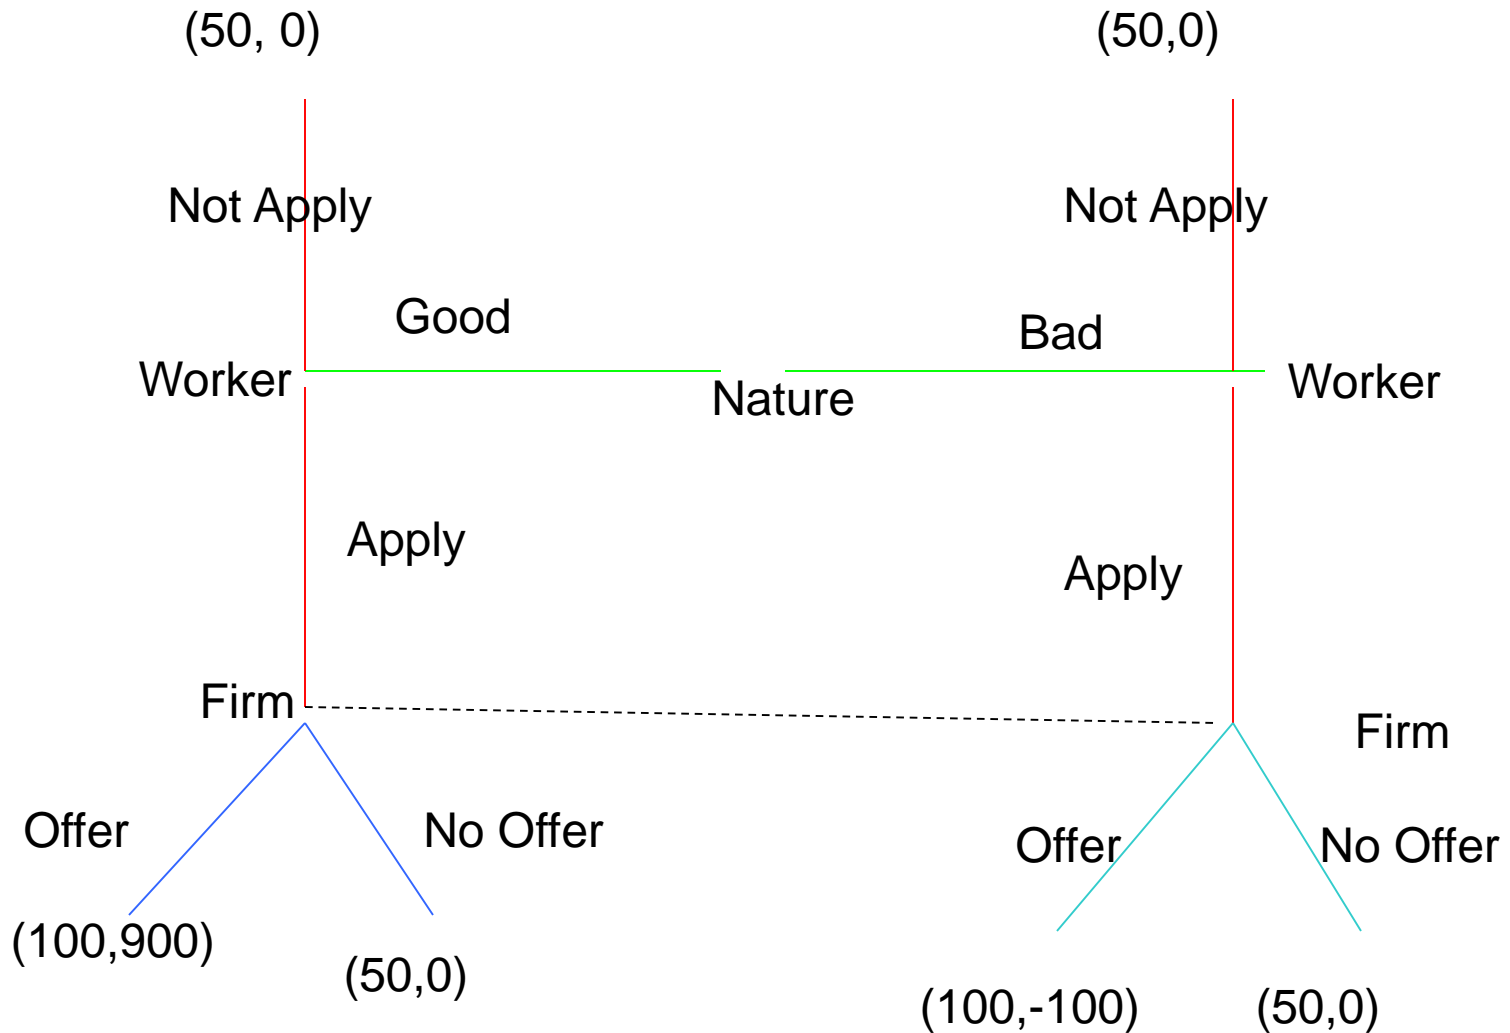 (50, 0)
(50,0)
Not Apply
Not Apply
Good
Bad
Worker
Nature
Worker
Apply
Apply
Firm
Firm
Offer
No Offer
Offer
No Offer
(100,900)
(50,0)
(100,-100)
(50,0)